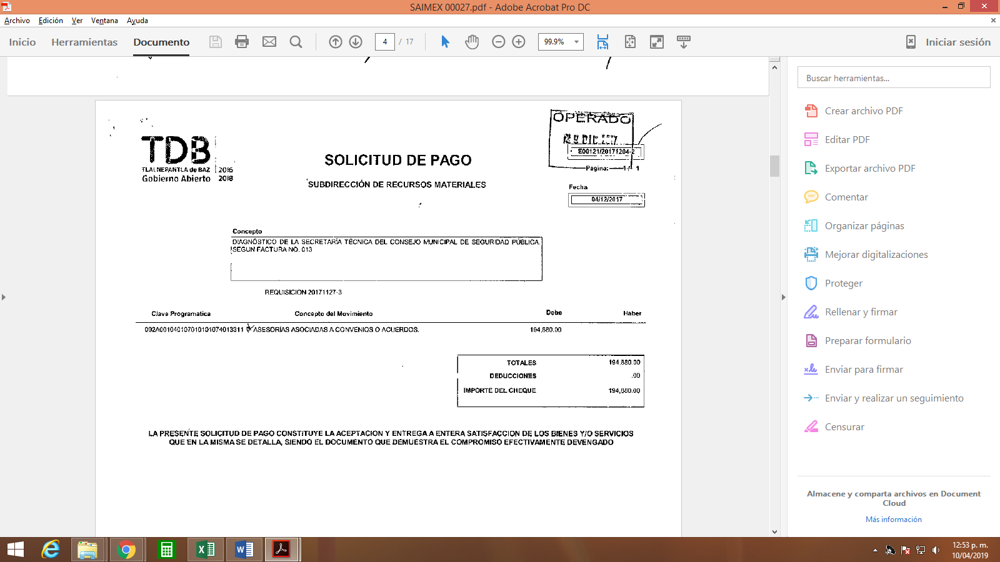 SAIMEX 00027.pdf - Adobe Acrobat Pro DC
Archivo Edición Ver Ventana Ayuda
Inicio Herramientas Documento 4 / 17 99.9% Iniciar sesión
OPERADO
E00121/20171204-2
Pagina: 1 / 1
TDB
TLALNEPANTLA de BAZ 2016
Gobierno Abierto 2018
SOLICITUD DE PAGO
SUBDIRECCIÓN DE RECURSOS MATERIALES
Fecha
04/12/2017
Concepto
DIAGNÓSTICO DE LA SECRETARÍA TÉCNICA DEL CONSEJO MUNICIPAL DE SEGURIDAD PÚBLICA.
SEGUN FACTURA NO. 013
REQUISICION 20171127-3
Clave Programatica Concepto del Movimiento Debe Haber
092A001040107010101074013311 ASESORÍAS ASOCIADAS A CONVENIOS O ACUERDOS. 194,880.00
TOTALES 194,880.00
DEDUCCIONES .00
IMPORTE DEL CHEQUE 194,880.00
LA PRESENTE SOLICITUD DE PAGO CONSTITUYE LA ACEPTACION Y ENTREGA A ENTERA SATISFACCION DE LOS BIENES Y/O SERVICIOS
QUE EN LA MISMA SE DETALLA, SIENDO EL DOCUMENTO QUE DEMUESTRA EL COMPROMISO EFECTIVAMENTE DEVENGADO
Buscar herramientas...
Crear archivo PDF
Editar PDF
Exportar archivo PDF
Comentar
Organizar páginas
Mejorar digitalizaciones
Proteger
Rellenar y firmar
Preparar formulario
Enviar para firmar
Enviar y realizar un seguimiento
Censurar
Almacene y comparta archivos en Document
Cloud
Más información
12:53 p. m.
10/04/2019